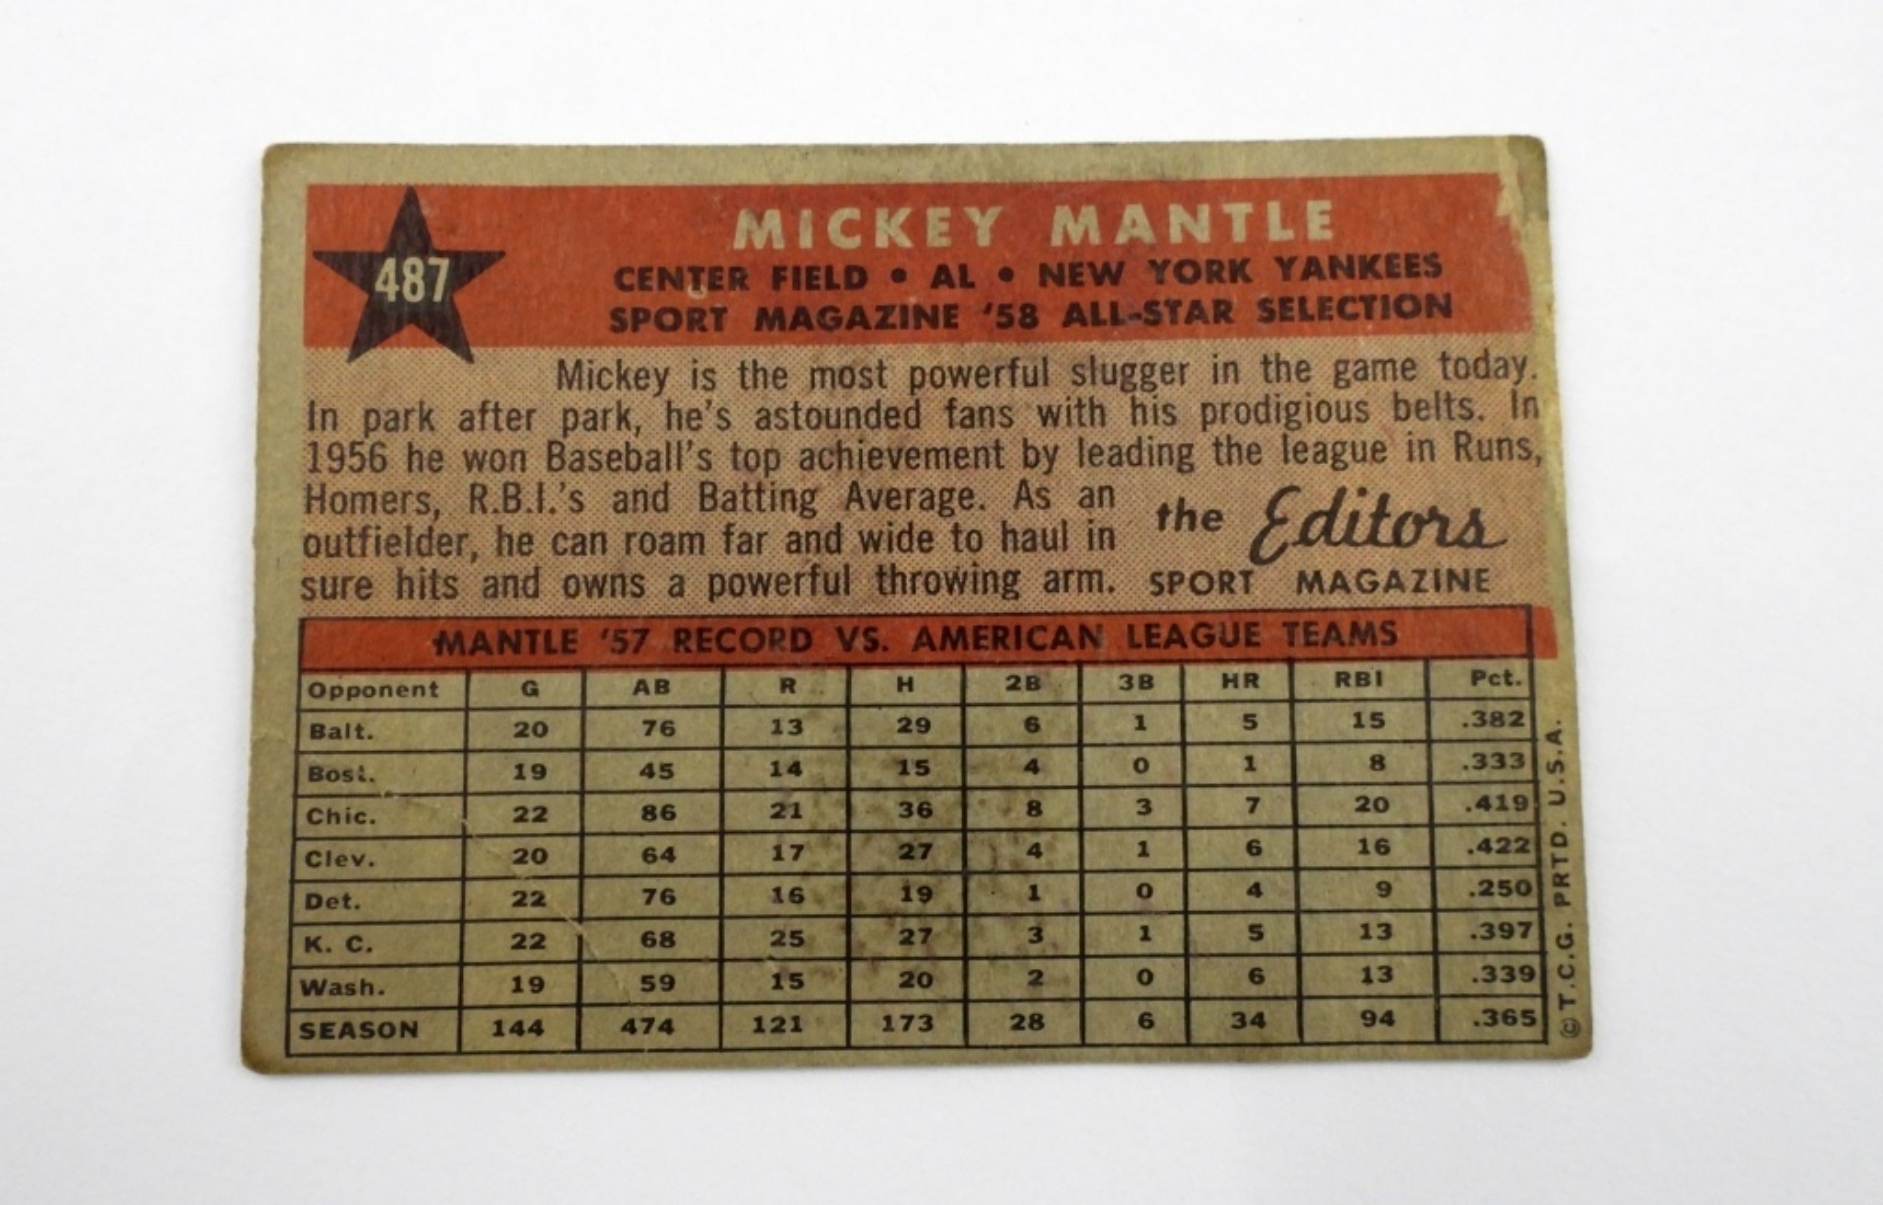 487
MICKEY MANTLE
CENTER FIELD • AL • NEW YORK YANKEES
SPORT MAGAZINE '58 ALL-STAR SELECTION
Mickey is the most powerful slugger in the game today.
In park after park, he's astounded fans with his prodigious belts. In
1956 he won Baseball's top achievement by leading the league in Runs,
Homers, R.B.I.'s and Batting Average. As an
outfielder, he can roam far and wide to haul in
sure hits and owns a powerful throwing arm.
the Editors
SPORT MAGAZINE
MANTLE '57 RECORD VS. AMERICAN LEAGUE TEAMS
Opponent G AB R H 2B 3B HR RBI Pct.
Balt. 20 76 13 29 6 1 5 15 .382
Bost. 19 45 14 15 4 0 1 8 .333
Chic. 22 86 21 36 8 3 7 20 .419
Clev. 20 64 17 27 4 1 6 16 .422
Det. 22 76 16 19 1 0 4 9 .250
K. C. 22 68 25 27 3 1 5 13 .397
Wash. 19 59 15 20 2 0 6 13 .339
SEASON 144 474 121 173 28 6 34 94 .365
© T.C.G. PRTD. U.S.A.